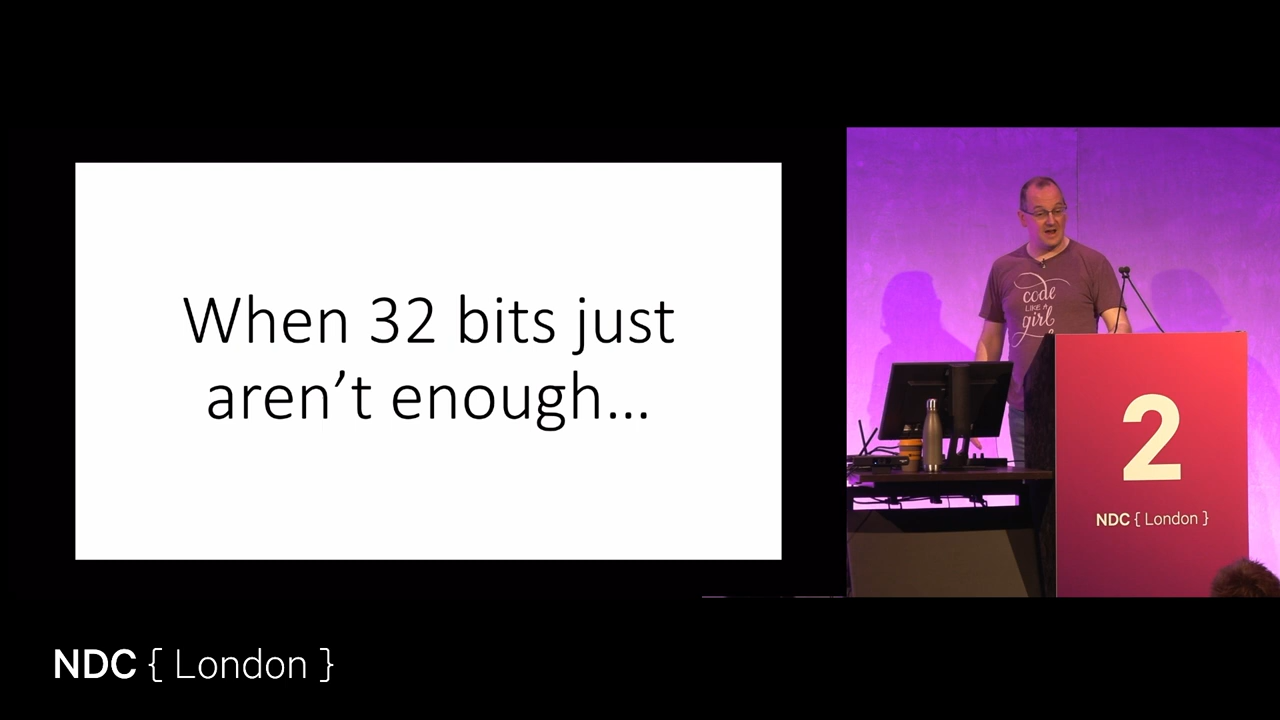 When 32 bits just
aren’t enough…
code
LIKE A
girl
2
NDC { London }
NDC { London }